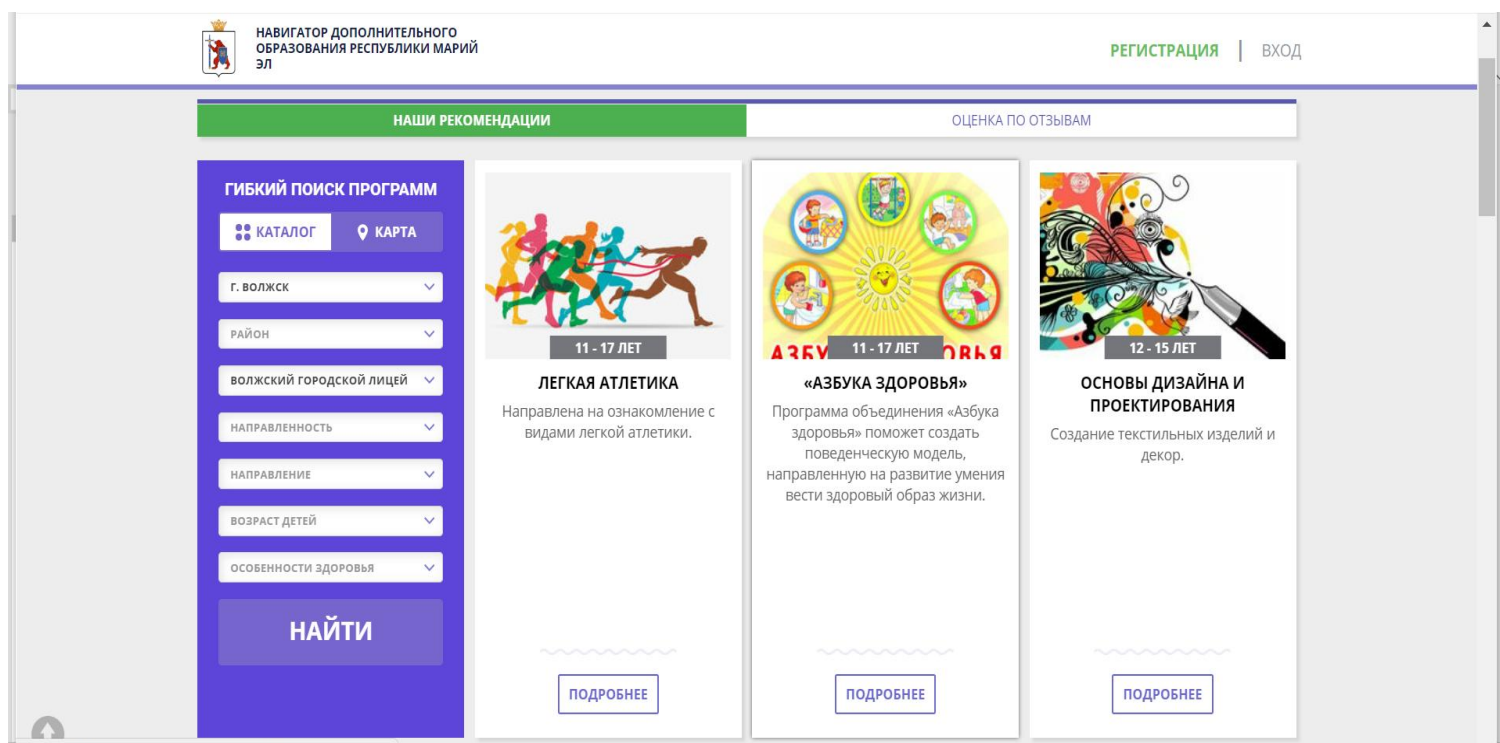 НАВИГАТОР ДОПОЛНИТЕЛЬНОГО
ОБРАЗОВАНИЯ РЕСПУБЛИКИ МАРИЙ
ЭЛ
РЕГИСТРАЦИЯ | ВХОД
НАШИ РЕКОМЕНДАЦИИ
ОЦЕНКА ПО ОТЗЫВАМ
ГИБКИЙ ПОИСК ПРОГРАММ
КАТАЛОГ
КАРТА
Г. ВОЛЖСК
РАЙОН
ВОЛЖСКИЙ ГОРОДСКОЙ ЛИЦЕЙ
НАПРАВЛЕННОСТЬ
НАПРАВЛЕНИЕ
ВОЗРАСТ ДЕТЕЙ
ОСОБЕННОСТИ ЗДОРОВЬЯ
НАЙТИ
11 - 17 ЛЕТ
ЛЕГКАЯ АТЛЕТИКА
Направлена на ознакомление с
видами легкой атлетики.
ПОДРОБНЕЕ
11 - 17 ЛЕТ
«АЗБУКА ЗДОРОВЬЯ»
Программа объединения «Азбука
здоровья» поможет создать
поведенческую модель,
направленную на развитие умения
вести здоровый образ жизни.
ПОДРОБНЕЕ
12 - 15 ЛЕТ
ОСНОВЫ ДИЗАЙНА И
ПРОЕКТИРОВАНИЯ
Создание текстильных изделий и
декор.
ПОДРОБНЕЕ